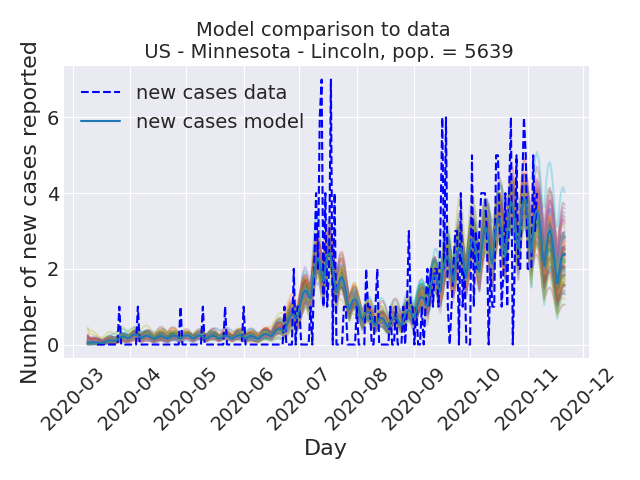 Model comparison to data
US - Minnesota - Lincoln, pop. = 5639
Number of new cases reported
new cases data
new cases model
6
4
2
0
2020-03
2020-04
2020-05
2020-06
2020-07
2020-08
2020-09
2020-10
2020-11
2020-12
Day